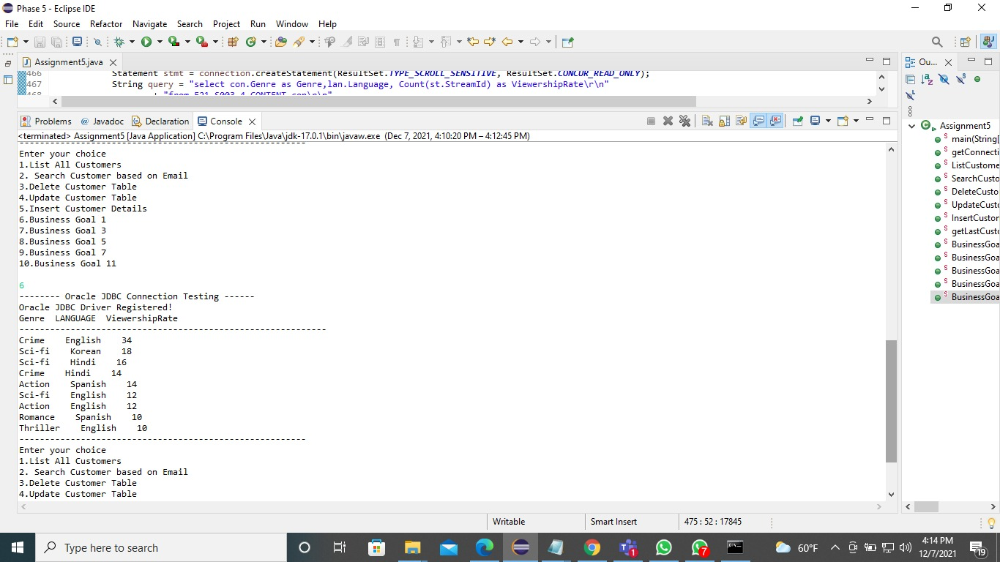 Phase 5 - Eclipse IDE
File Edit Source Refactor Navigate Search Project Run Window Help
Assignment5.java
466 Statement stmt = connection.createStatement(ResultSet.TYPE_SCROLL_SENSITIVE, ResultSet.CONCUR_READ_ONLY);
467 String query = "select con.Genre as Genre,lan.Language, Count(st.StreamId) as ViewershipRate\r\n"
468 + "from F21_S003_4_CONTENT con\r\n"
Problems @ Javadoc Declaration Console
<terminated> Assignment5 [Java Application] C:\Program Files\Java\jdk-17.0.1\bin\javaw.exe (Dec 7, 2021, 4:10:20 PM – 4:12:45 PM)
------------------------------------------------------------
Enter your choice
1.List All Customers
2. Search Customer based on Email
3.Delete Customer Table
4.Update Customer Table
5.Insert Customer Details
6.Business Goal 1
7.Business Goal 3
8.Business Goal 5
9.Business Goal 7
10.Business Goal 11
6
-------- Oracle JDBC Connection Testing ------
Oracle JDBC Driver Registered!
Genre LANGUAGE ViewershipRate
------------------------------------------------------------
Crime English 34
Sci-fi Korean 18
Sci-fi Hindi 16
Crime Hindi 14
Action Spanish 14
Sci-fi English 12
Action English 12
Romance Spanish 10
Thriller English 10
--------------------------------------------------------
Enter your choice
1.List All Customers
2. Search Customer based on Email
3.Delete Customer Table
4.Update Customer Table
Ou...
Assignment5
main(String[
getConnecti
ListCustome
SearchCusto
DeleteCusto
UpdateCusto
InsertCustor
getLastCusto
BusinessGoa
BusinessGoa
BusinessGoa
BusinessGoa
BusinessGoa
Writable Smart Insert 475 : 52 : 17845
Type here to search
1
7
60°F
4:14 PM
12/7/2021
19